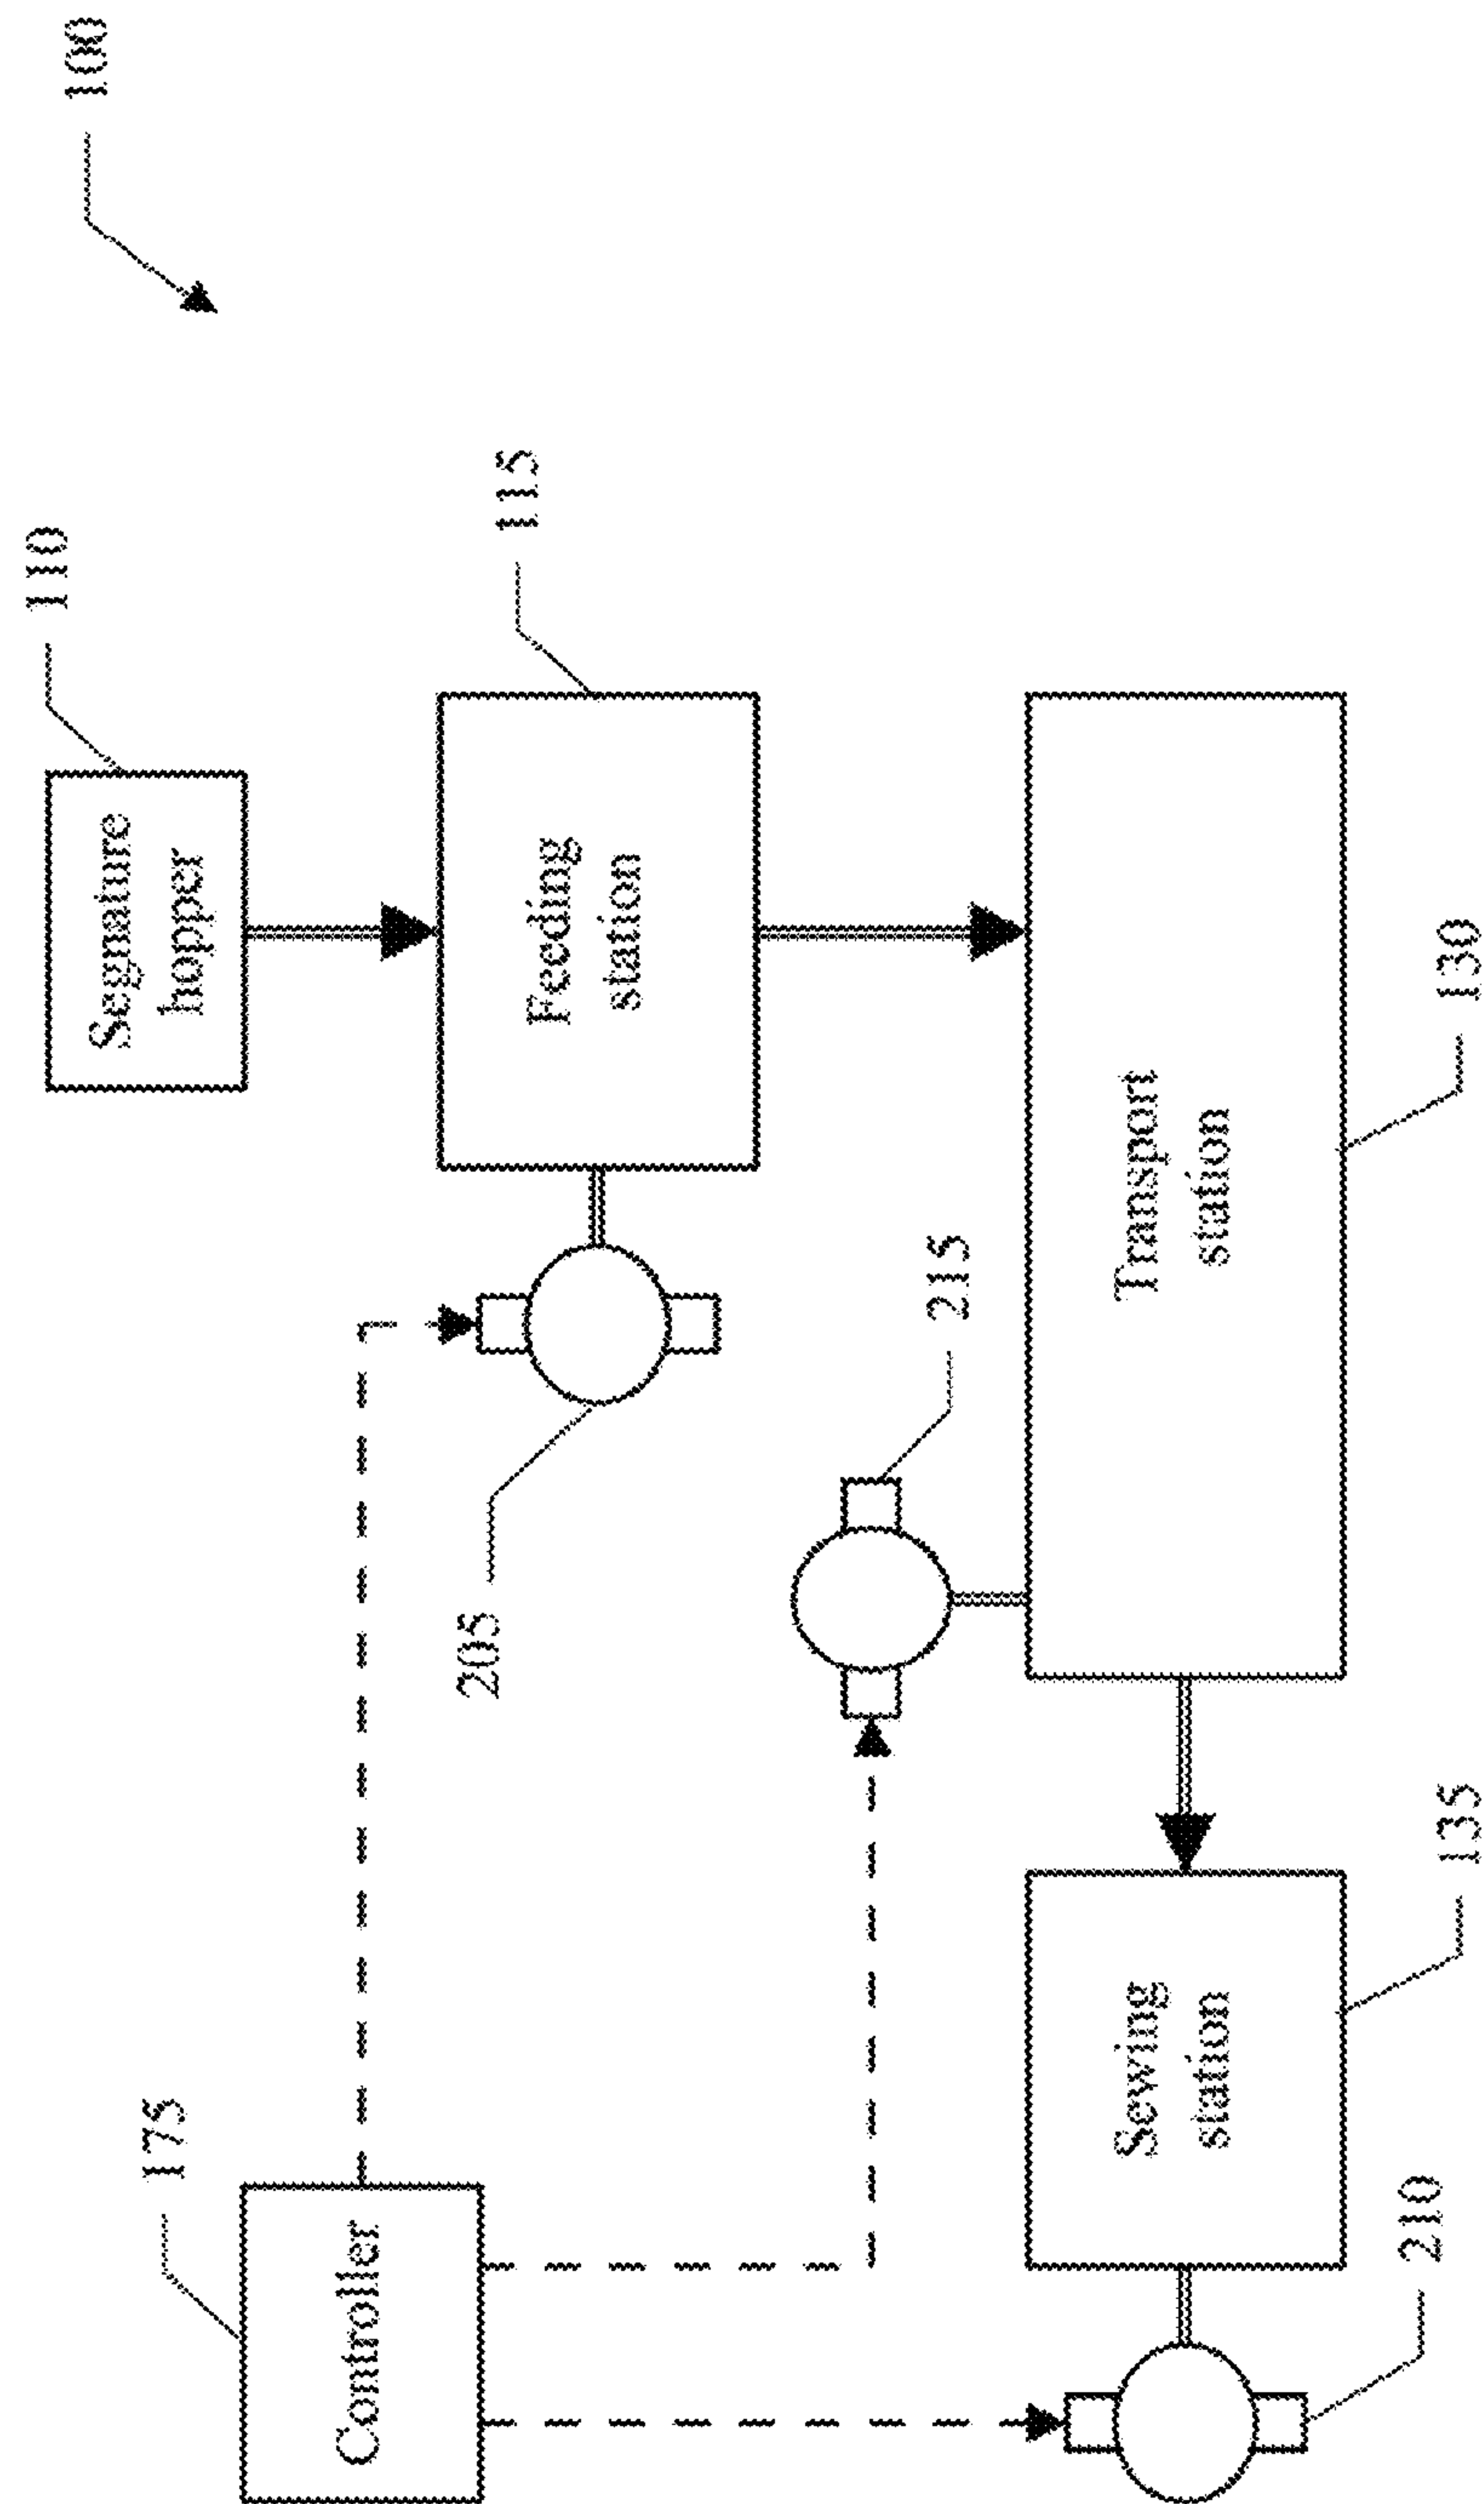 110
100
Segnature
hopper
175
Controller
205
115
Feeding
station
215
Sewing
station
Transport
station
210
135
130